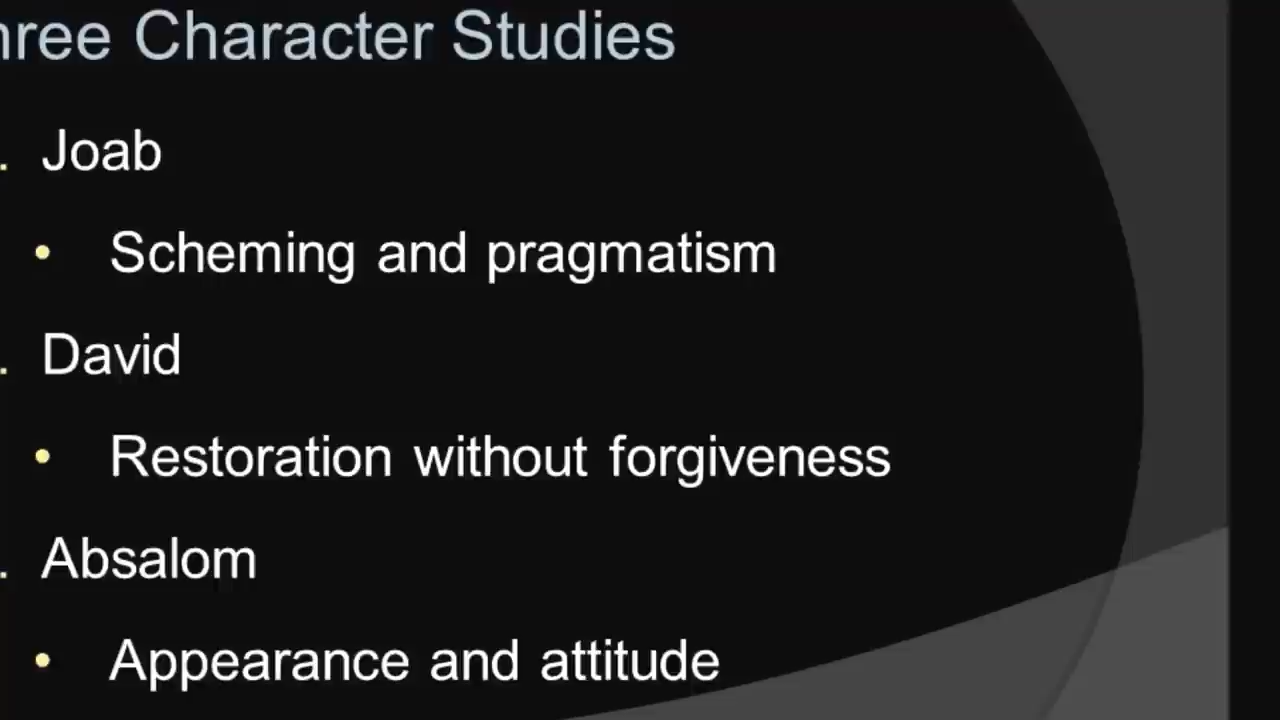 hree Character Studies
. Joab
• Scheming and pragmatism
. David
• Restoration without forgiveness
. Absalom
• Appearance and attitude